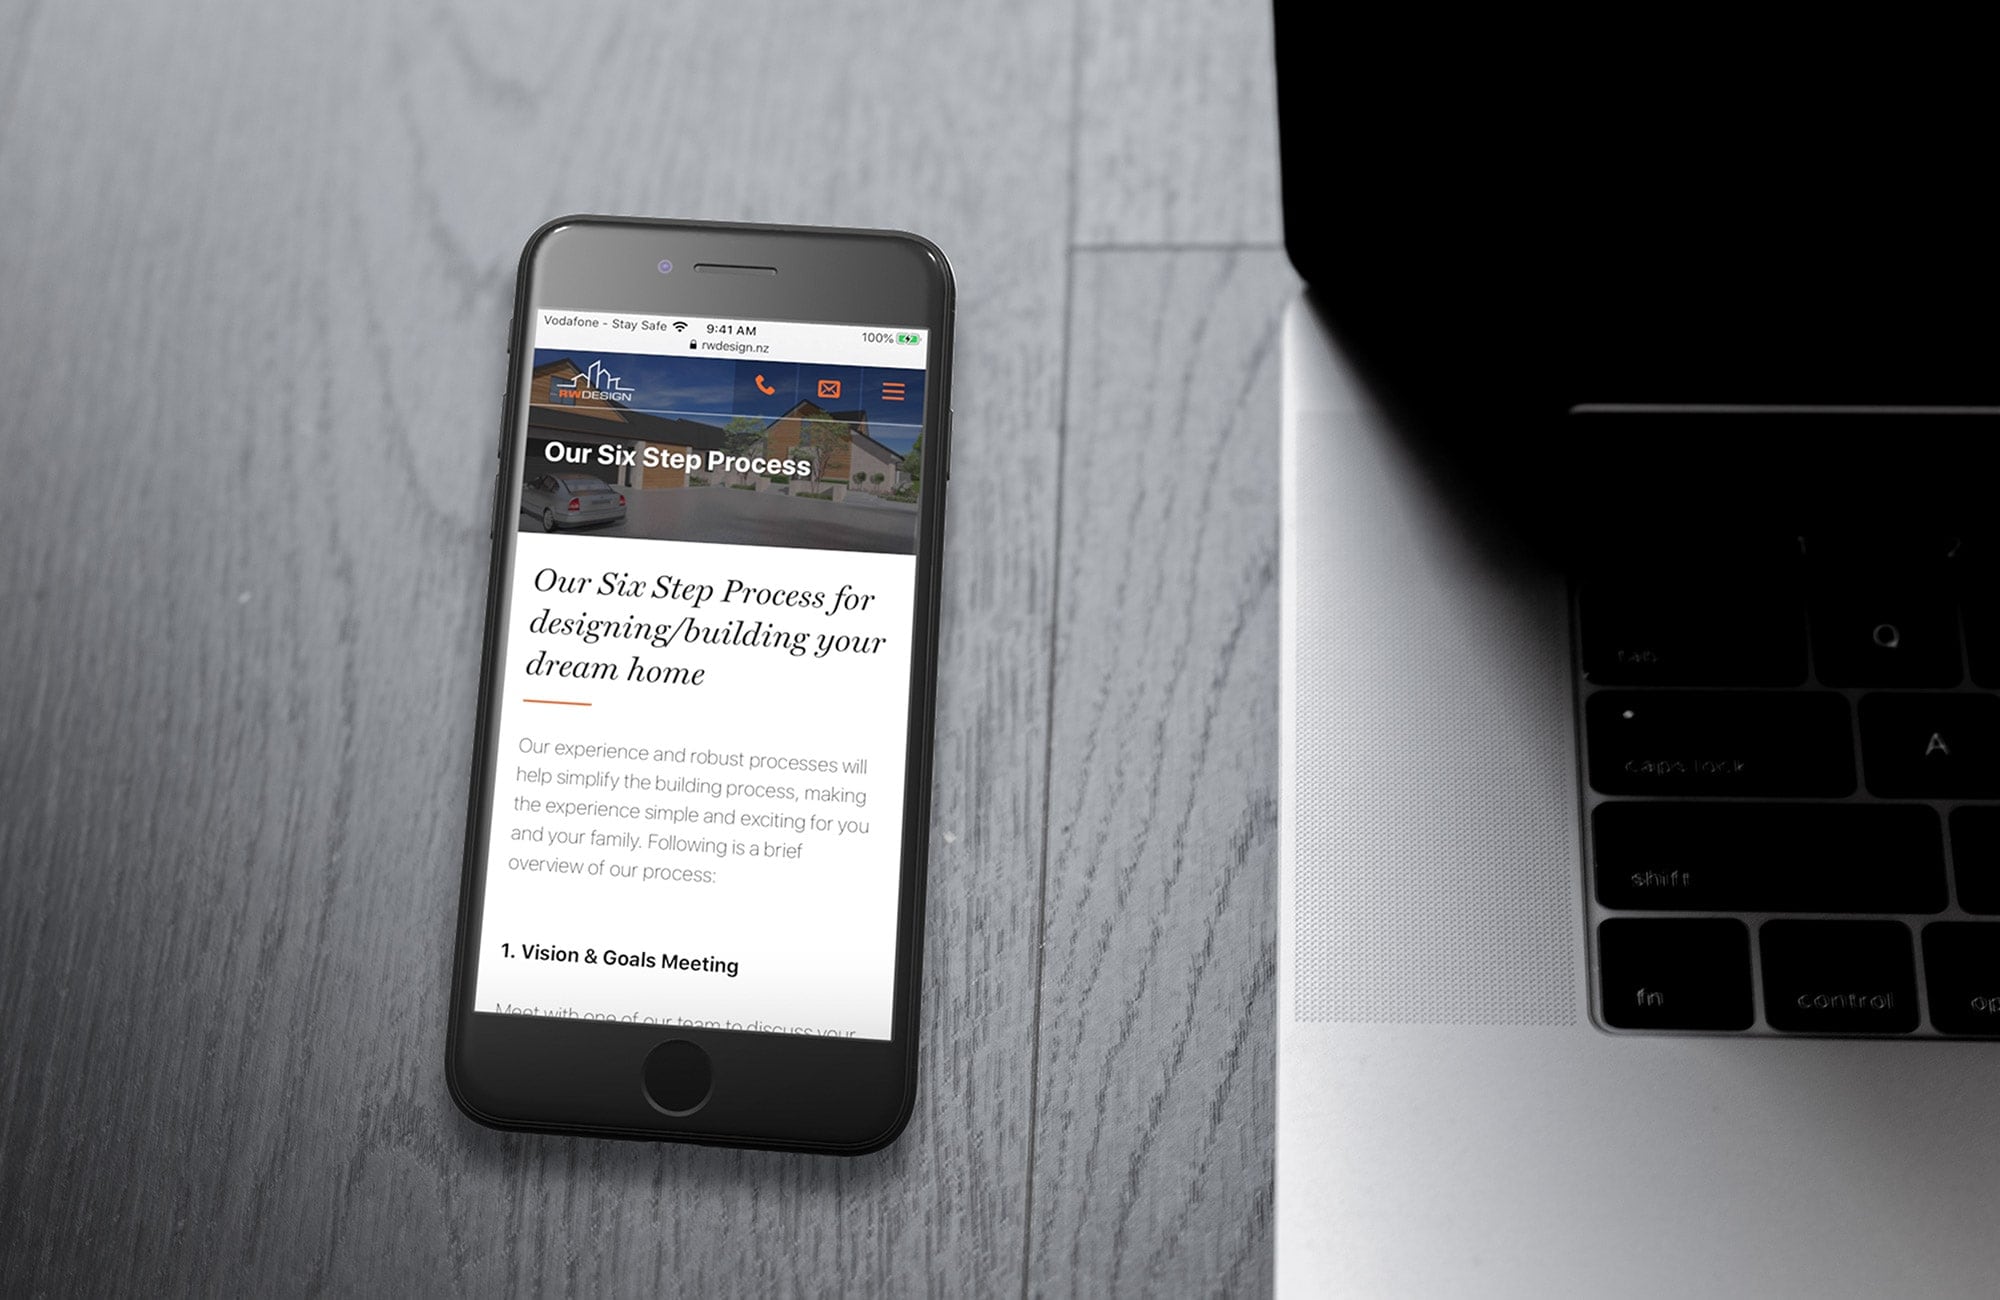 Vodafone - Stay Safe 9:41 AM 100%
rwdesign.nz
RWDESIGN
Our Six Step Process
Our Six Step Process for
designing/building your
dream home
Our experience and robust processes will
help simplify the building process, making
the experience simple and exciting for you
and your family. Following is a brief
overview of our process:
1. Vision & Goals Meeting
Meet with one of our team to discuss your
tab
Q
caps lock
A
shift
fn
control